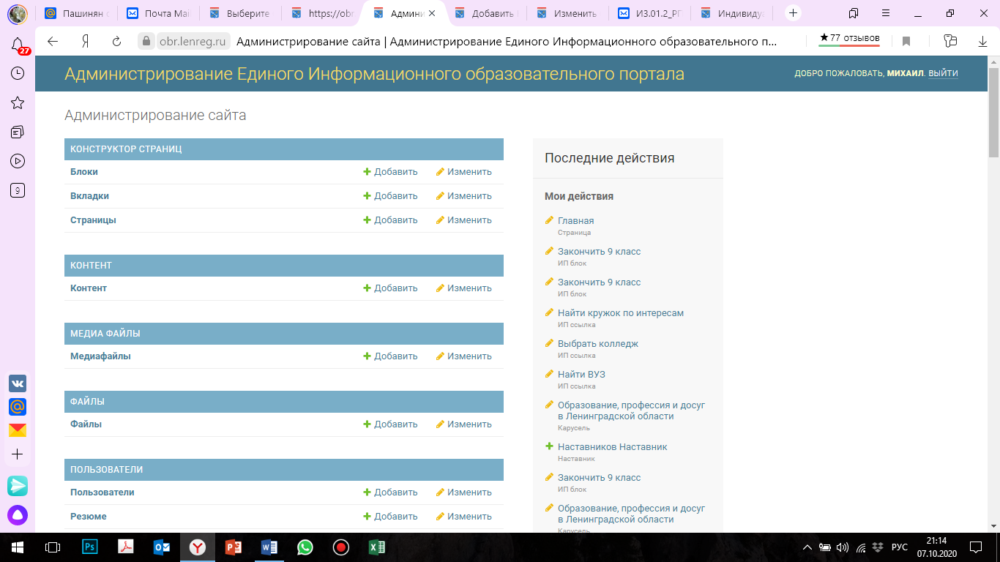 Пашинян с
Почта Mai
Выберите
https://obr
Админи
Добавить
Изменить
И3.01.2_РП
Индивидуа
27
obr.lenreg.ru
Администрирование сайта | Администрирование Единого Информационного образовательного п...
★77 отзывов
Администрирование Единого Информационного образовательного портала
ДОБРО ПОЖАЛОВАТЬ, МИХАИЛ. ВЫЙТИ
Администрирование сайта
КОНСТРУКТОР СТРАНИЦ
Блоки Добавить Изменить
Вкладки Добавить Изменить
Страницы Добавить Изменить
КОНТЕНТ
Контент Добавить Изменить
МЕДИА ФАЙЛЫ
Медиафайлы Добавить Изменить
ФАЙЛЫ
Файлы Добавить Изменить
ПОЛЬЗОВАТЕЛИ
Пользователи Добавить Изменить
Резюме Добавить Изменить
Последние действия
Мои действия
Главная
Страница
Закончить 9 класс
ИП блок
Закончить 9 класс
ИП блок
Найти кружок по интересам
ИП ссылка
Выбрать колледж
ИП ссылка
Найти ВУЗ
ИП ссылка
Образование, профессия и досуг
в Ленинградской области
Карусель
Наставников Наставник
Наставник
Закончить 9 класс
ИП блок
Образование, профессия и досуг
в Ленинградской области
Карусель
9
РУС
21:14
07.10.2020